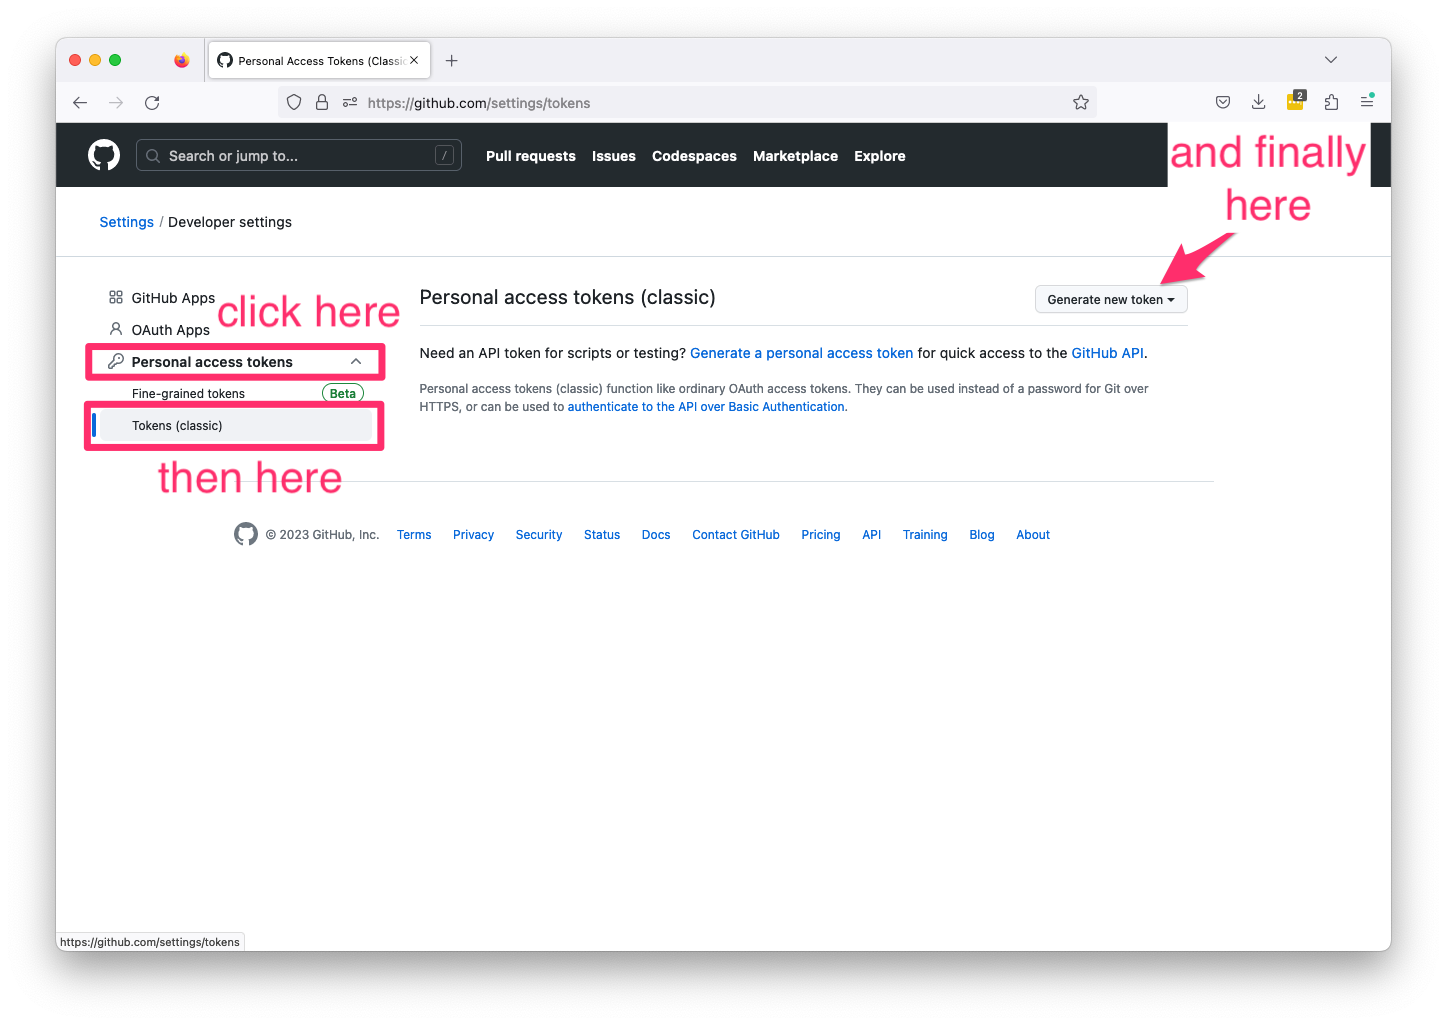 Personal Access Tokens (Classic
https://github.com/settings/tokens
2
Search or jump to...
/
Pull requests
Issues
Codespaces
Marketplace
Explore
and finally
here
Settings / Developer settings
GitHub Apps
click here
OAuth Apps
Personal access tokens
Fine-grained tokens
Beta
Tokens (classic)
then here
Personal access tokens (classic)
Generate new token
Need an API token for scripts or testing? Generate a personal access token for quick access to the GitHub API.
Personal access tokens (classic) function like ordinary OAuth access tokens. They can be used instead of a password for Git over
HTTPS, or can be used to authenticate to the API over Basic Authentication.
© 2023 GitHub, Inc.
Terms
Privacy
Security
Status
Docs
Contact GitHub
Pricing
API
Training
Blog
About
https://github.com/settings/tokens